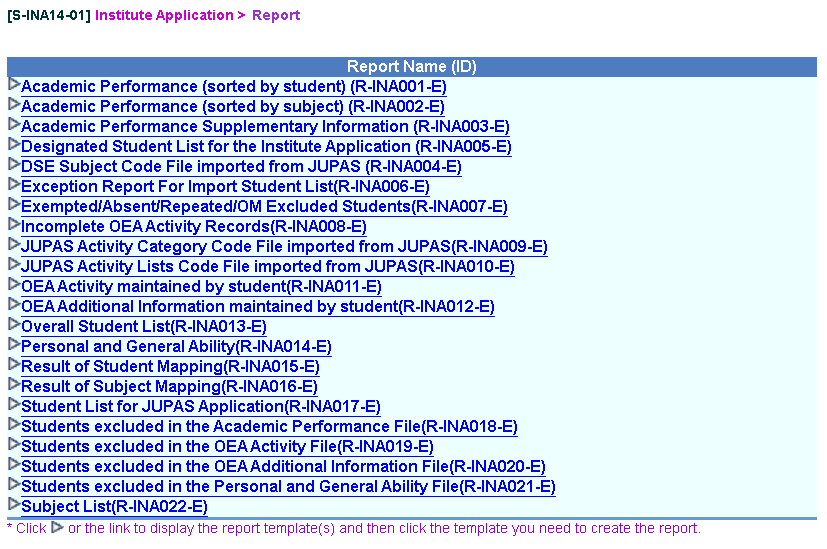 [S-INA14-01] Institute Application > Report
Report Name (ID)
Academic Performance (sorted by student) (R-INA001-E)
Academic Performance (sorted by subject) (R-INA002-E)
Academic Performance Supplementary Information (R-INA003-E)
Designated Student List for the Institute Application (R-INA005-E)
DSE Subject Code File imported from JUPAS (R-INA004-E)
Exception Report For Import Student List(R-INA006-E)
Exempted/Absent/Repeated/OM Excluded Students(R-INA007-E)
Incomplete OEA Activity Records(R-INA008-E)
JUPAS Activity Category Code File imported from JUPAS(R-INA009-E)
JUPAS Activity Lists Code File imported from JUPAS(R-INA010-E)
OEA Activity maintained by student(R-INA011-E)
OEA Additional Information maintained by student(R-INA012-E)
Overall Student List(R-INA013-E)
Personal and General Ability(R-INA014-E)
Result of Student Mapping(R-INA015-E)
Result of Subject Mapping(R-INA016-E)
Student List for JUPAS Application(R-INA017-E)
Students excluded in the Academic Performance File(R-INA018-E)
Students excluded in the OEA Activity File(R-INA019-E)
Students excluded in the OEA Additional Information File(R-INA020-E)
Students excluded in the Personal and General Ability File(R-INA021-E)
Subject List(R-INA022-E)
* Click or the link to display the report template(s) and then click the template you need to create the report.